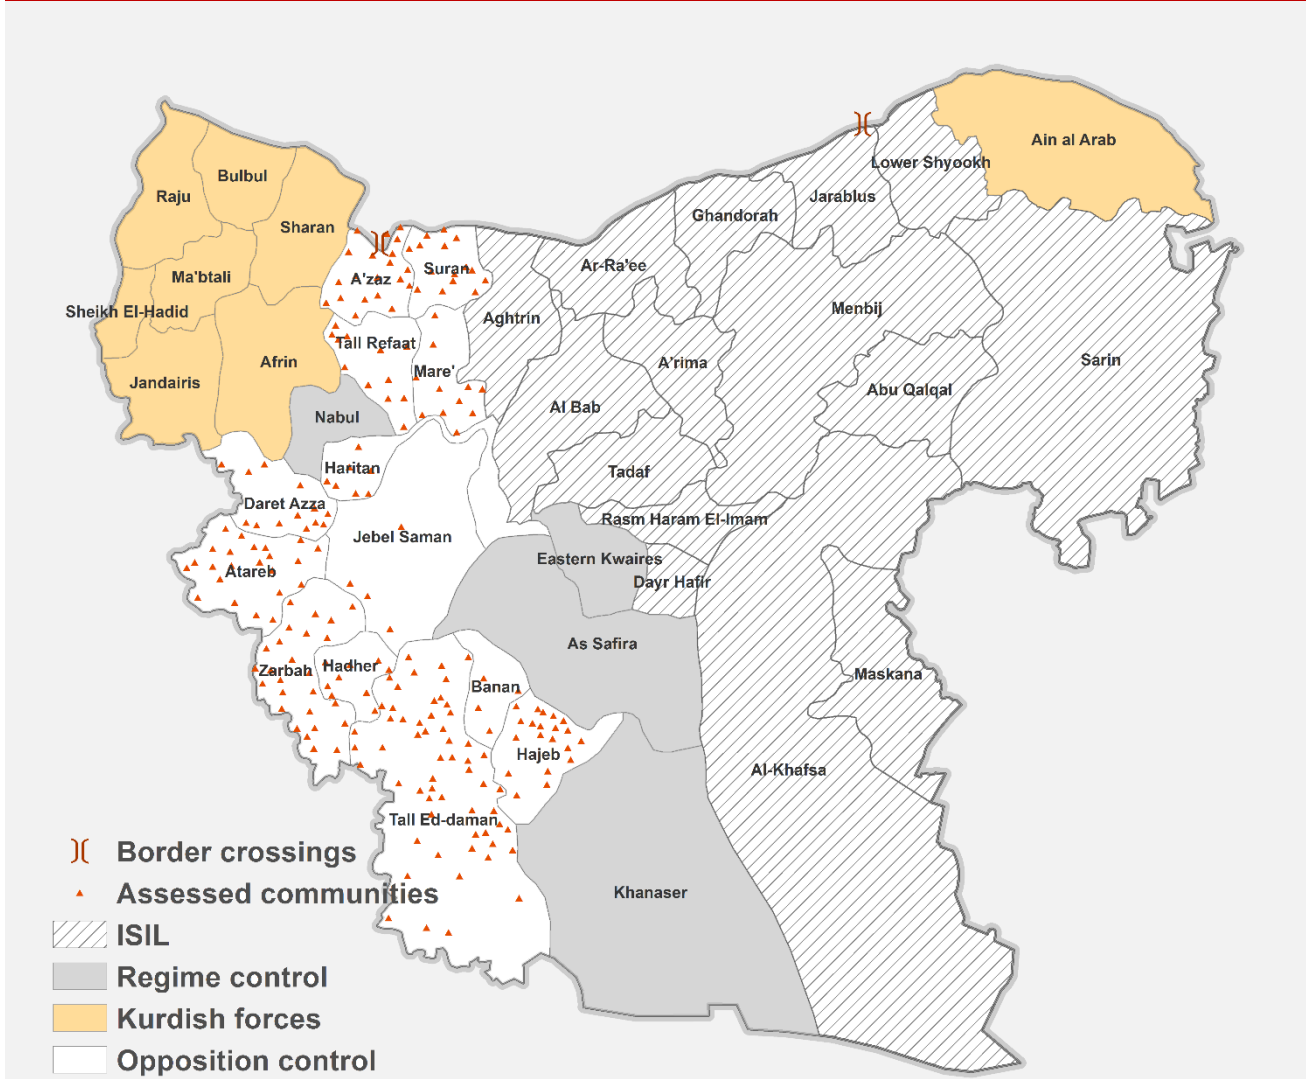 Ain al Arab
Lower Shyookh
Bulbul
Raju
Jarablus
Ghandorah
Sharan
Ar-Ra'ee
Suran
Ma'btali
A'zaz
Menbij
Sheikh El-Hadid
Aghtrin
Tall Refaat
Sarin
Afrin
A'rima
Mare'
Jandairis
Abu Qalqal
Al Bab
Nabul
Haritan
Tadaf
Daret Azza
Rasm Haram El-Imam
Jebel Saman
Eastern Kwaires
Atareb
Dayr Hafir
As Safira
Hadher
Zarbah
Maskana
Banan
Hajeb
Al-Khafsa
Tall Ed-daman
Khanaser
Border crossings
Assessed communities
ISIL
Regime control
Kurdish forces
Opposition control